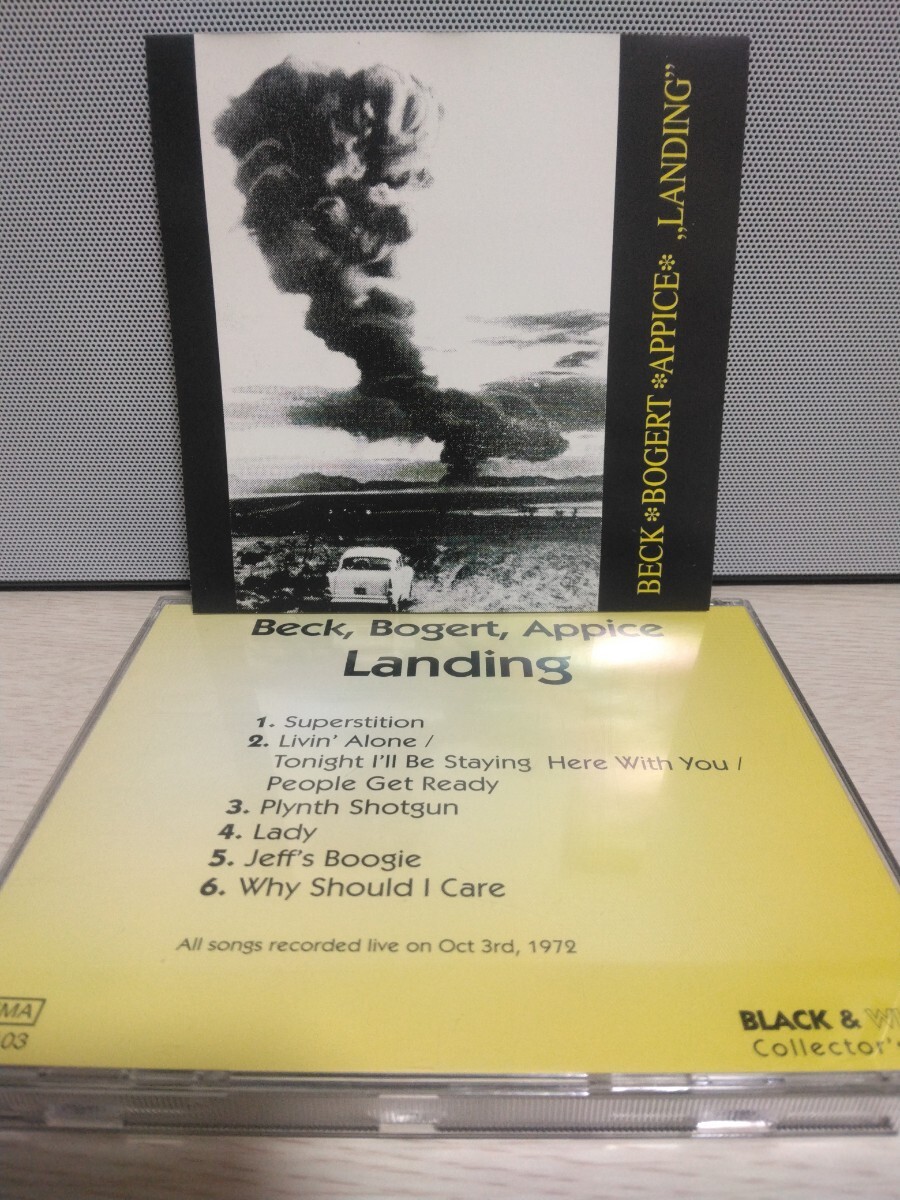 BECK *BOGERT *APPICE* „LANDING”
Beck, Bogert, Appice
Landing
1. Superstition
2. Livin' Alone /
Tonight I'll Be Staying Here With You /
People Get Ready
3. Plynth Shotgun
4. Lady
5. Jeff's Boogie
6. Why Should I Care
All songs recorded live on Oct 3rd, 1972
03
BLACK &